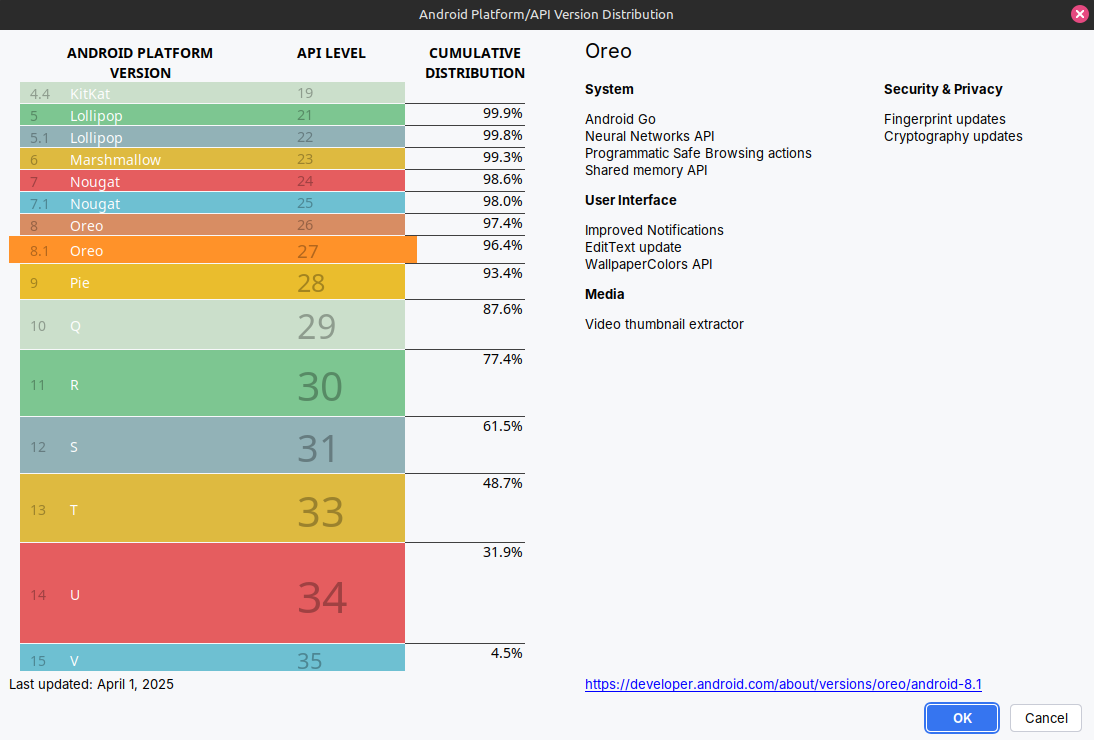 Android Platform/API Version Distribution
ANDROID PLATFORM VERSION API LEVEL CUMULATIVE DISTRIBUTION
4.4 KitKat 19
5 Lollipop 21 99.9%
5.1 Lollipop 22 99.8%
6 Marshmallow 23 99.3%
7 Nougat 24 98.6%
7.1 Nougat 25 98.0%
8 Oreo 26 97.4%
8.1 Oreo 27 96.4%
9 Pie 28 93.4%
10 Q 29 87.6%
11 R 30 77.4%
12 S 31 61.5%
13 T 33 48.7%
14 U 34 31.9%
15 V 35 4.5%
Last updated: April 1, 2025
Oreo
System
Android Go
Neural Networks API
Programmatic Safe Browsing actions
Shared memory API
User Interface
Improved Notifications
EditText update
WallpaperColors API
Media
Video thumbnail extractor
Security & Privacy
Fingerprint updates
Cryptography updates
https://developer.android.com/about/versions/oreo/android-8.1
OK Cancel